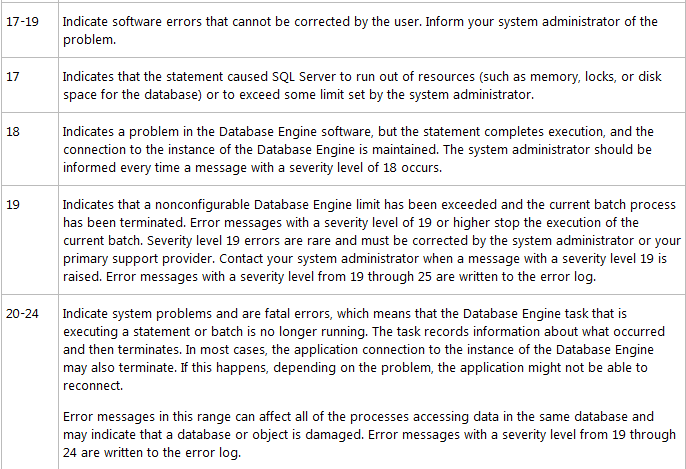 17-19 Indicate software errors that cannot be corrected by the user. Inform your system administrator of the
problem.
17 Indicates that the statement caused SQL Server to run out of resources (such as memory, locks, or disk
space for the database) or to exceed some limit set by the system administrator.
18 Indicates a problem in the Database Engine software, but the statement completes execution, and the
connection to the instance of the Database Engine is maintained. The system administrator should be
informed every time a message with a severity level of 18 occurs.
19 Indicates that a nonconfigurable Database Engine limit has been exceeded and the current batch process
has been terminated. Error messages with a severity level of 19 or higher stop the execution of the
current batch. Severity level 19 errors are rare and must be corrected by the system administrator or your
primary support provider. Contact your system administrator when a message with a severity level 19 is
raised. Error messages with a severity level from 19 through 25 are written to the error log.
20-24 Indicate system problems and are fatal errors, which means that the Database Engine task that is
executing a statement or batch is no longer running. The task records information about what occurred
and then terminates. In most cases, the application connection to the instance of the Database Engine
may also terminate. If this happens, depending on the problem, the application might not be able to
reconnect.
Error messages in this range can affect all of the processes accessing data in the same database and
may indicate that a database or object is damaged. Error messages with a severity level from 19 through
24 are written to the error log.